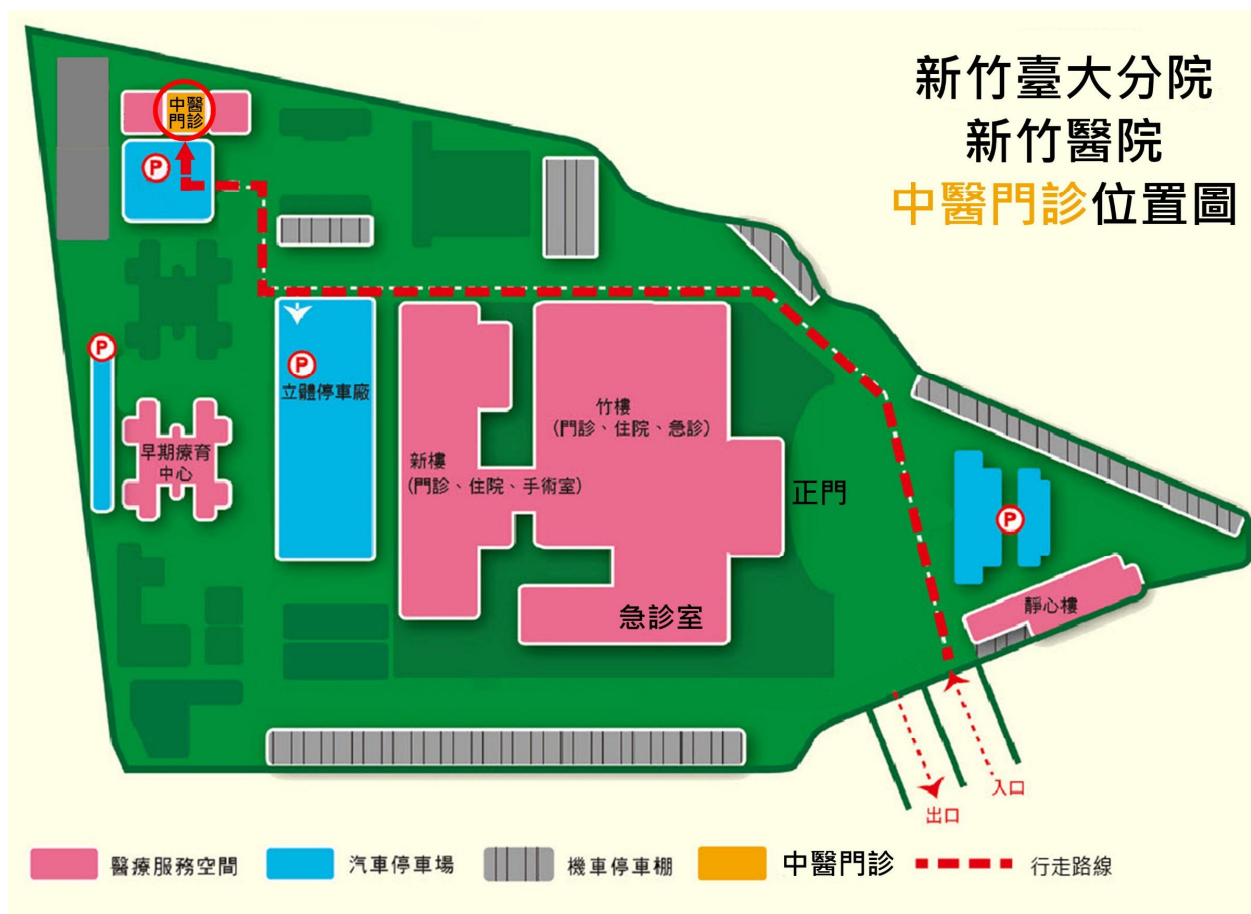 新竹臺大分院
新竹醫院
中醫門診位置圖
中醫
門診
P
P
P
立體停車廠
早期療育
中心
新樓
(門診、住院、手術室)
竹樓
(門診、住院、急診)
正門
急診室
P
靜心樓
入口
出口
醫療服務空間
汽車停車場
機車停車棚
中醫門診
行走路線